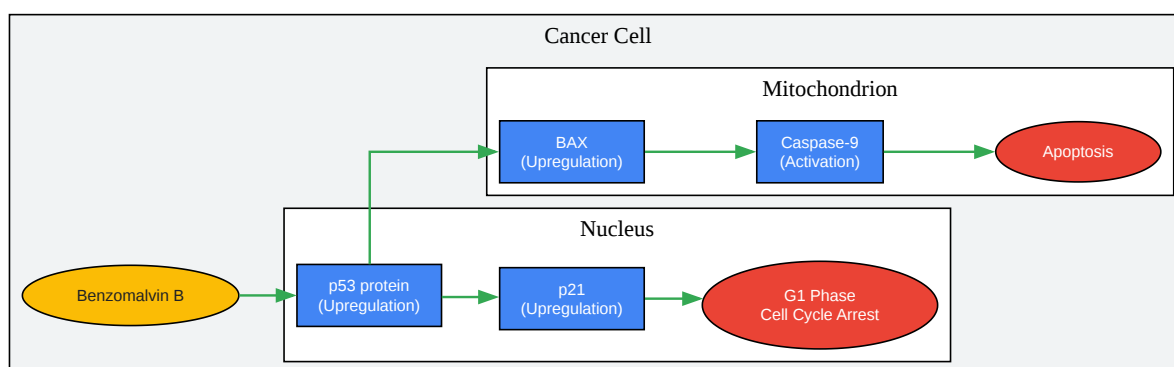 Cancer Cell
Mitochondrion
BAX
(Upregulation)
Caspase-9
(Activation)
Apoptosis
Nucleus
Benzomalvin B
p53 protein
(Upregulation)
p21
(Upregulation)
G1 Phase
Cell Cycle Arrest